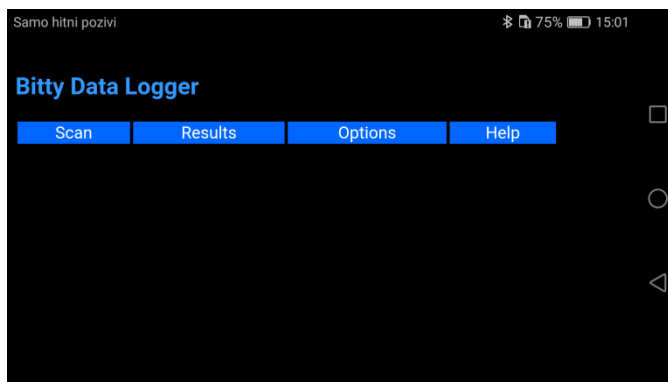 Samo hitni pozivi 75% 15:01
Bitty Data Logger
Scan Results Options Help